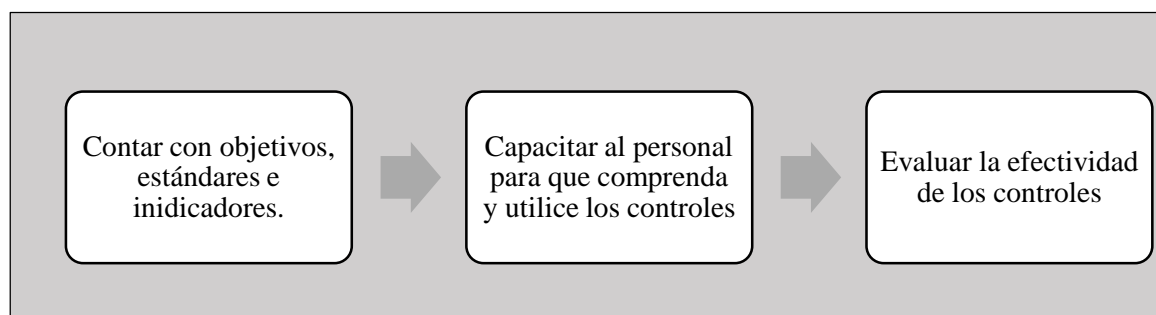 Contar con objetivos,
estándares e
inidicadores.
Capacitar al personal
para que comprenda
y utilice los controles
Evaluar la efectividad
de los controles